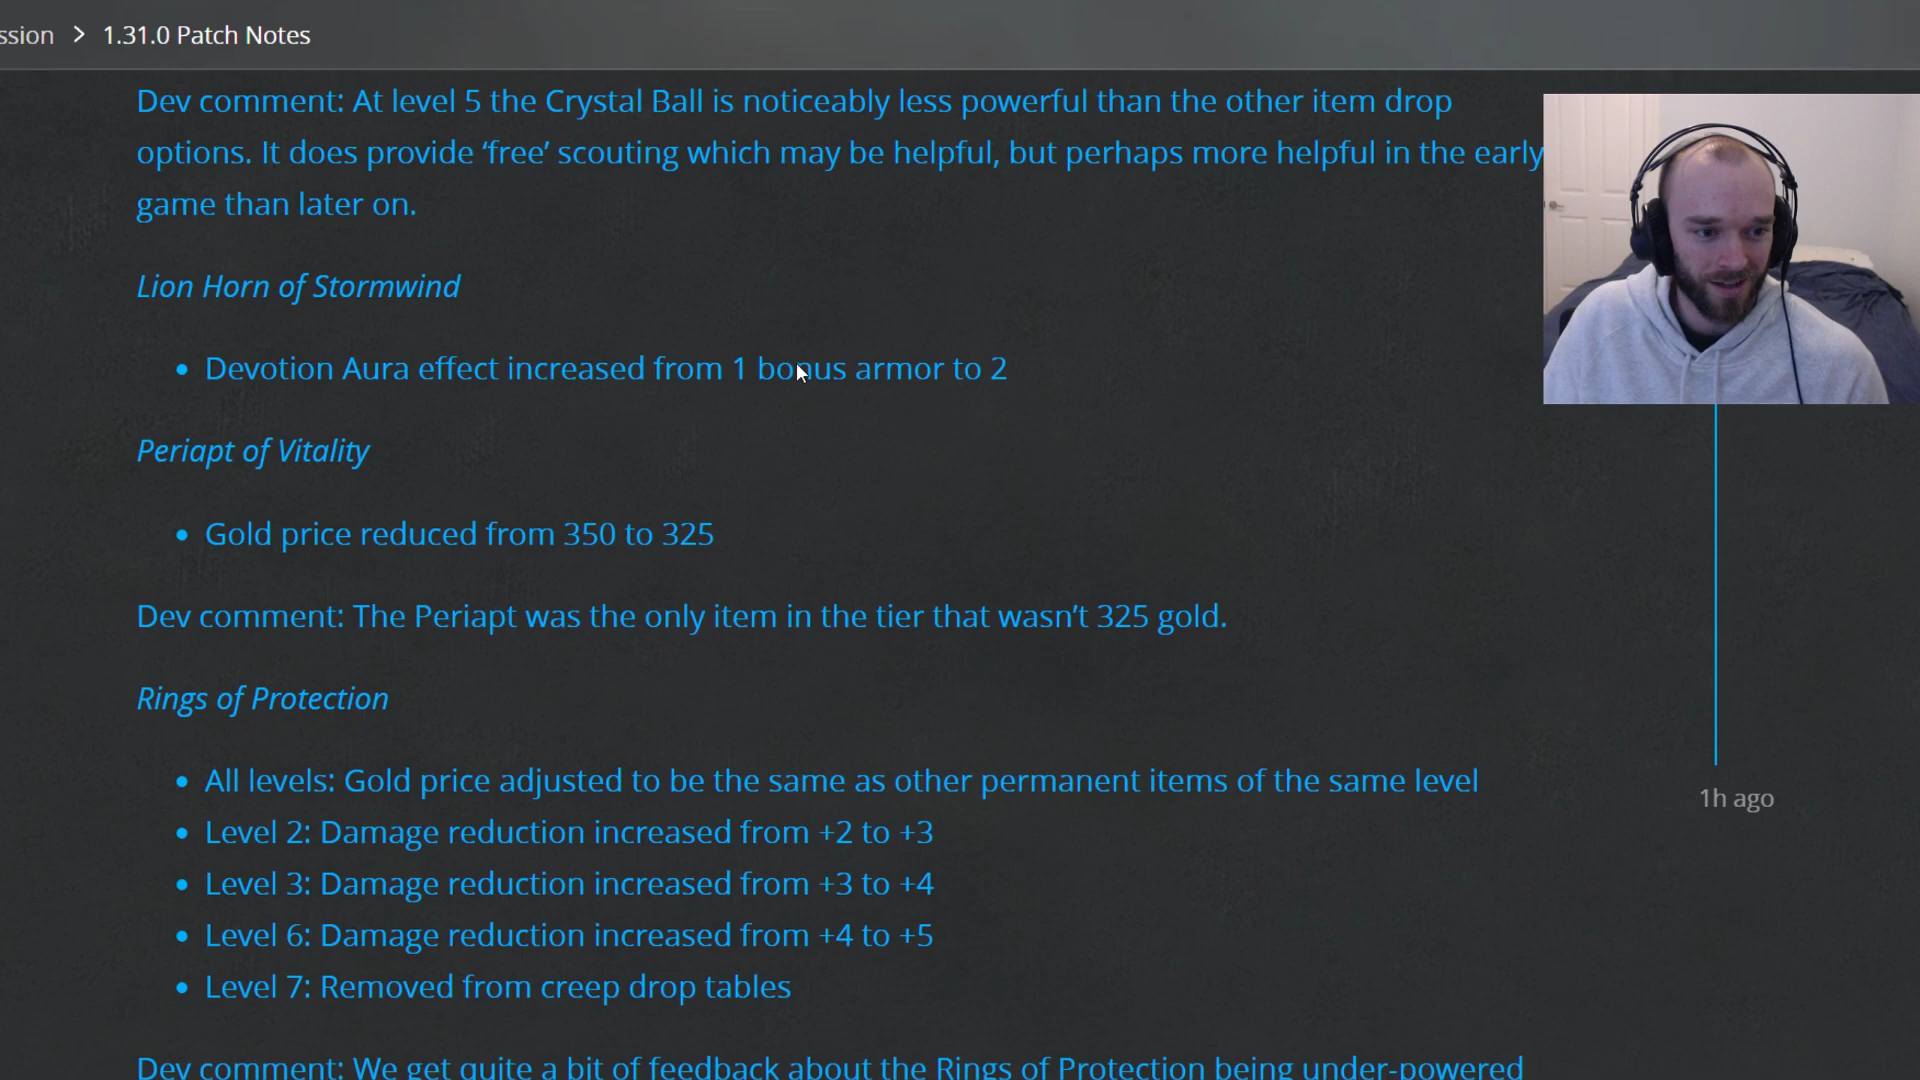 ssion > 1.31.0 Patch Notes
Dev comment: At level 5 the Crystal Ball is noticeably less powerful than the other item drop
options. It does provide ‘free’ scouting which may be helpful, but perhaps more helpful in the early
game than later on.
Lion Horn of Stormwind
• Devotion Aura effect increased from 1 bonus armor to 2
Periapt of Vitality
• Gold price reduced from 350 to 325
Dev comment: The Periapt was the only item in the tier that wasn’t 325 gold.
Rings of Protection
• All levels: Gold price adjusted to be the same as other permanent items of the same level
• Level 2: Damage reduction increased from +2 to +3
• Level 3: Damage reduction increased from +3 to +4
• Level 6: Damage reduction increased from +4 to +5
• Level 7: Removed from creep drop tables
1h ago
Dev comment: We get quite a bit of feedback about the Rings of Protection being under-powered